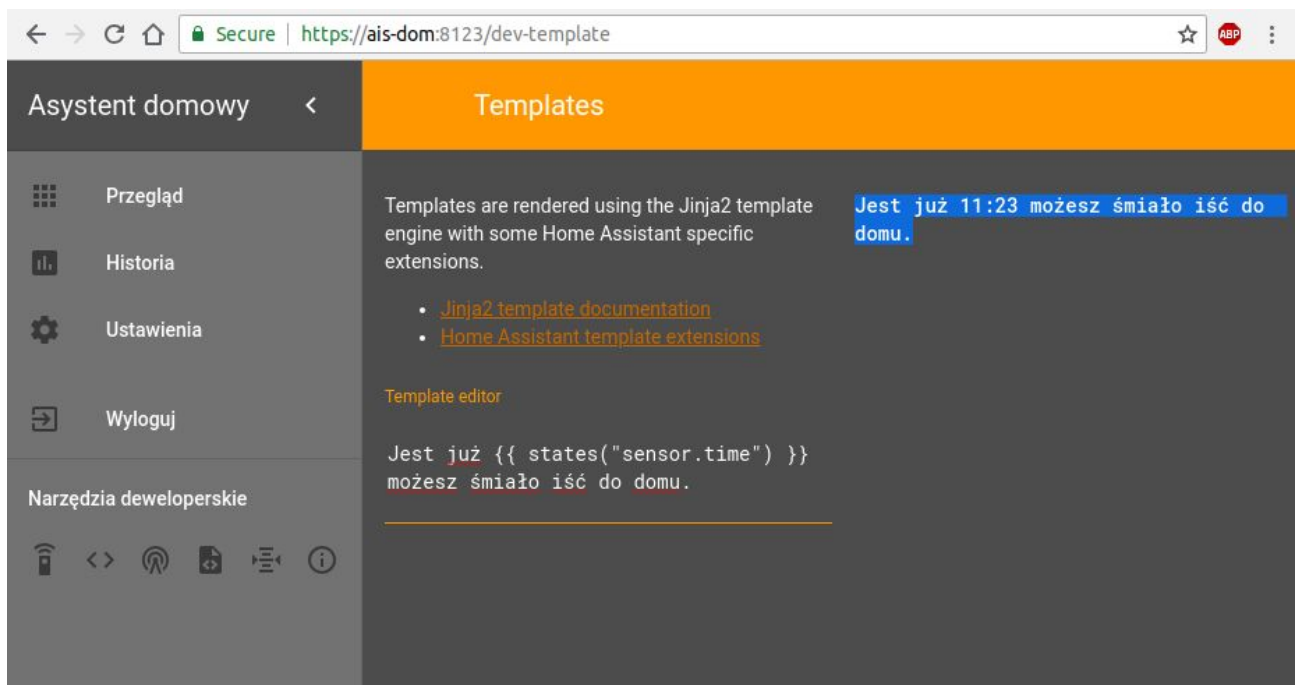 Secure | https://ais-dom:8123/dev-template
ABP
Asystent domowy
Templates
Przegląd
Historia
Ustawienia
Wyloguj
Narzędzia deweloperskie
Templates are rendered using the Jinja2 template
engine with some Home Assistant specific
extensions.
Jinja2 template documentation
Home Assistant template extensions
Template editor
Jest już {{ states("sensor.time") }}
możesz śmiało iść do domu.
Jest już 11:23 możesz śmiało iść do
domu.